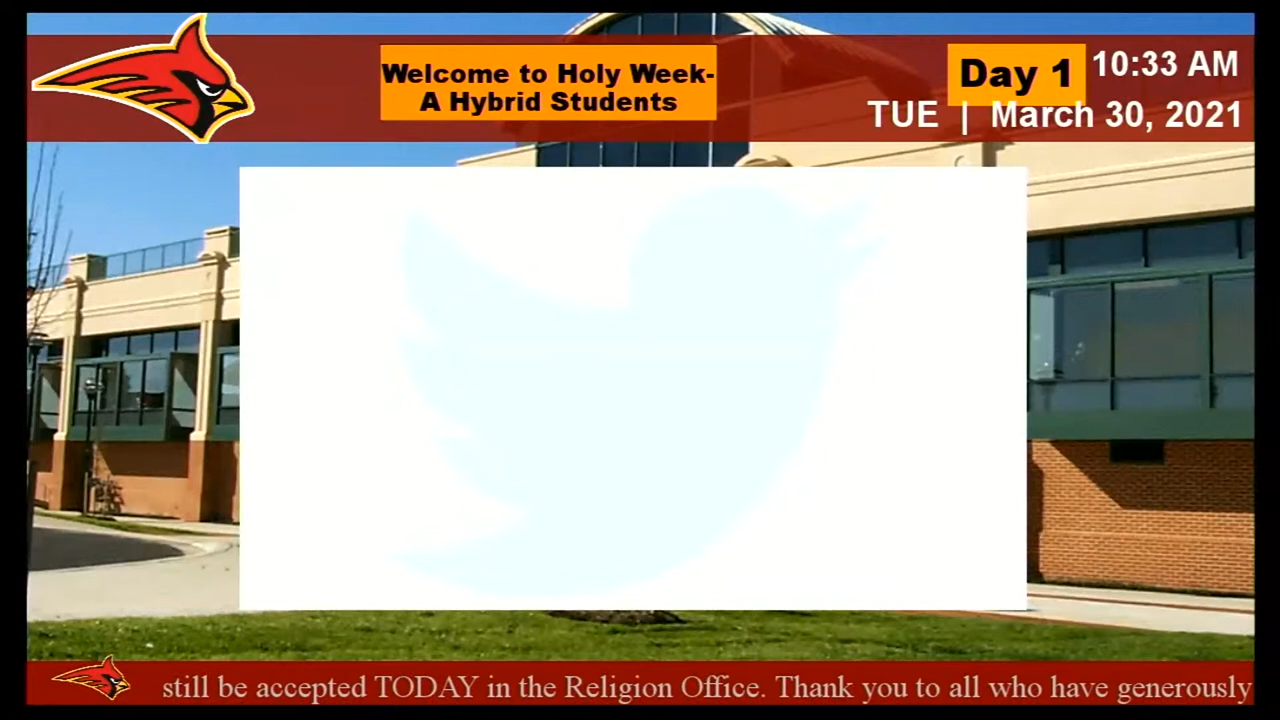 Welcome to Holy Week-
A Hybrid Students
Day 1
10:33 AM
TUE | March 30, 2021
still be accepted TODAY in the Religion Office. Thank you to all who have generously